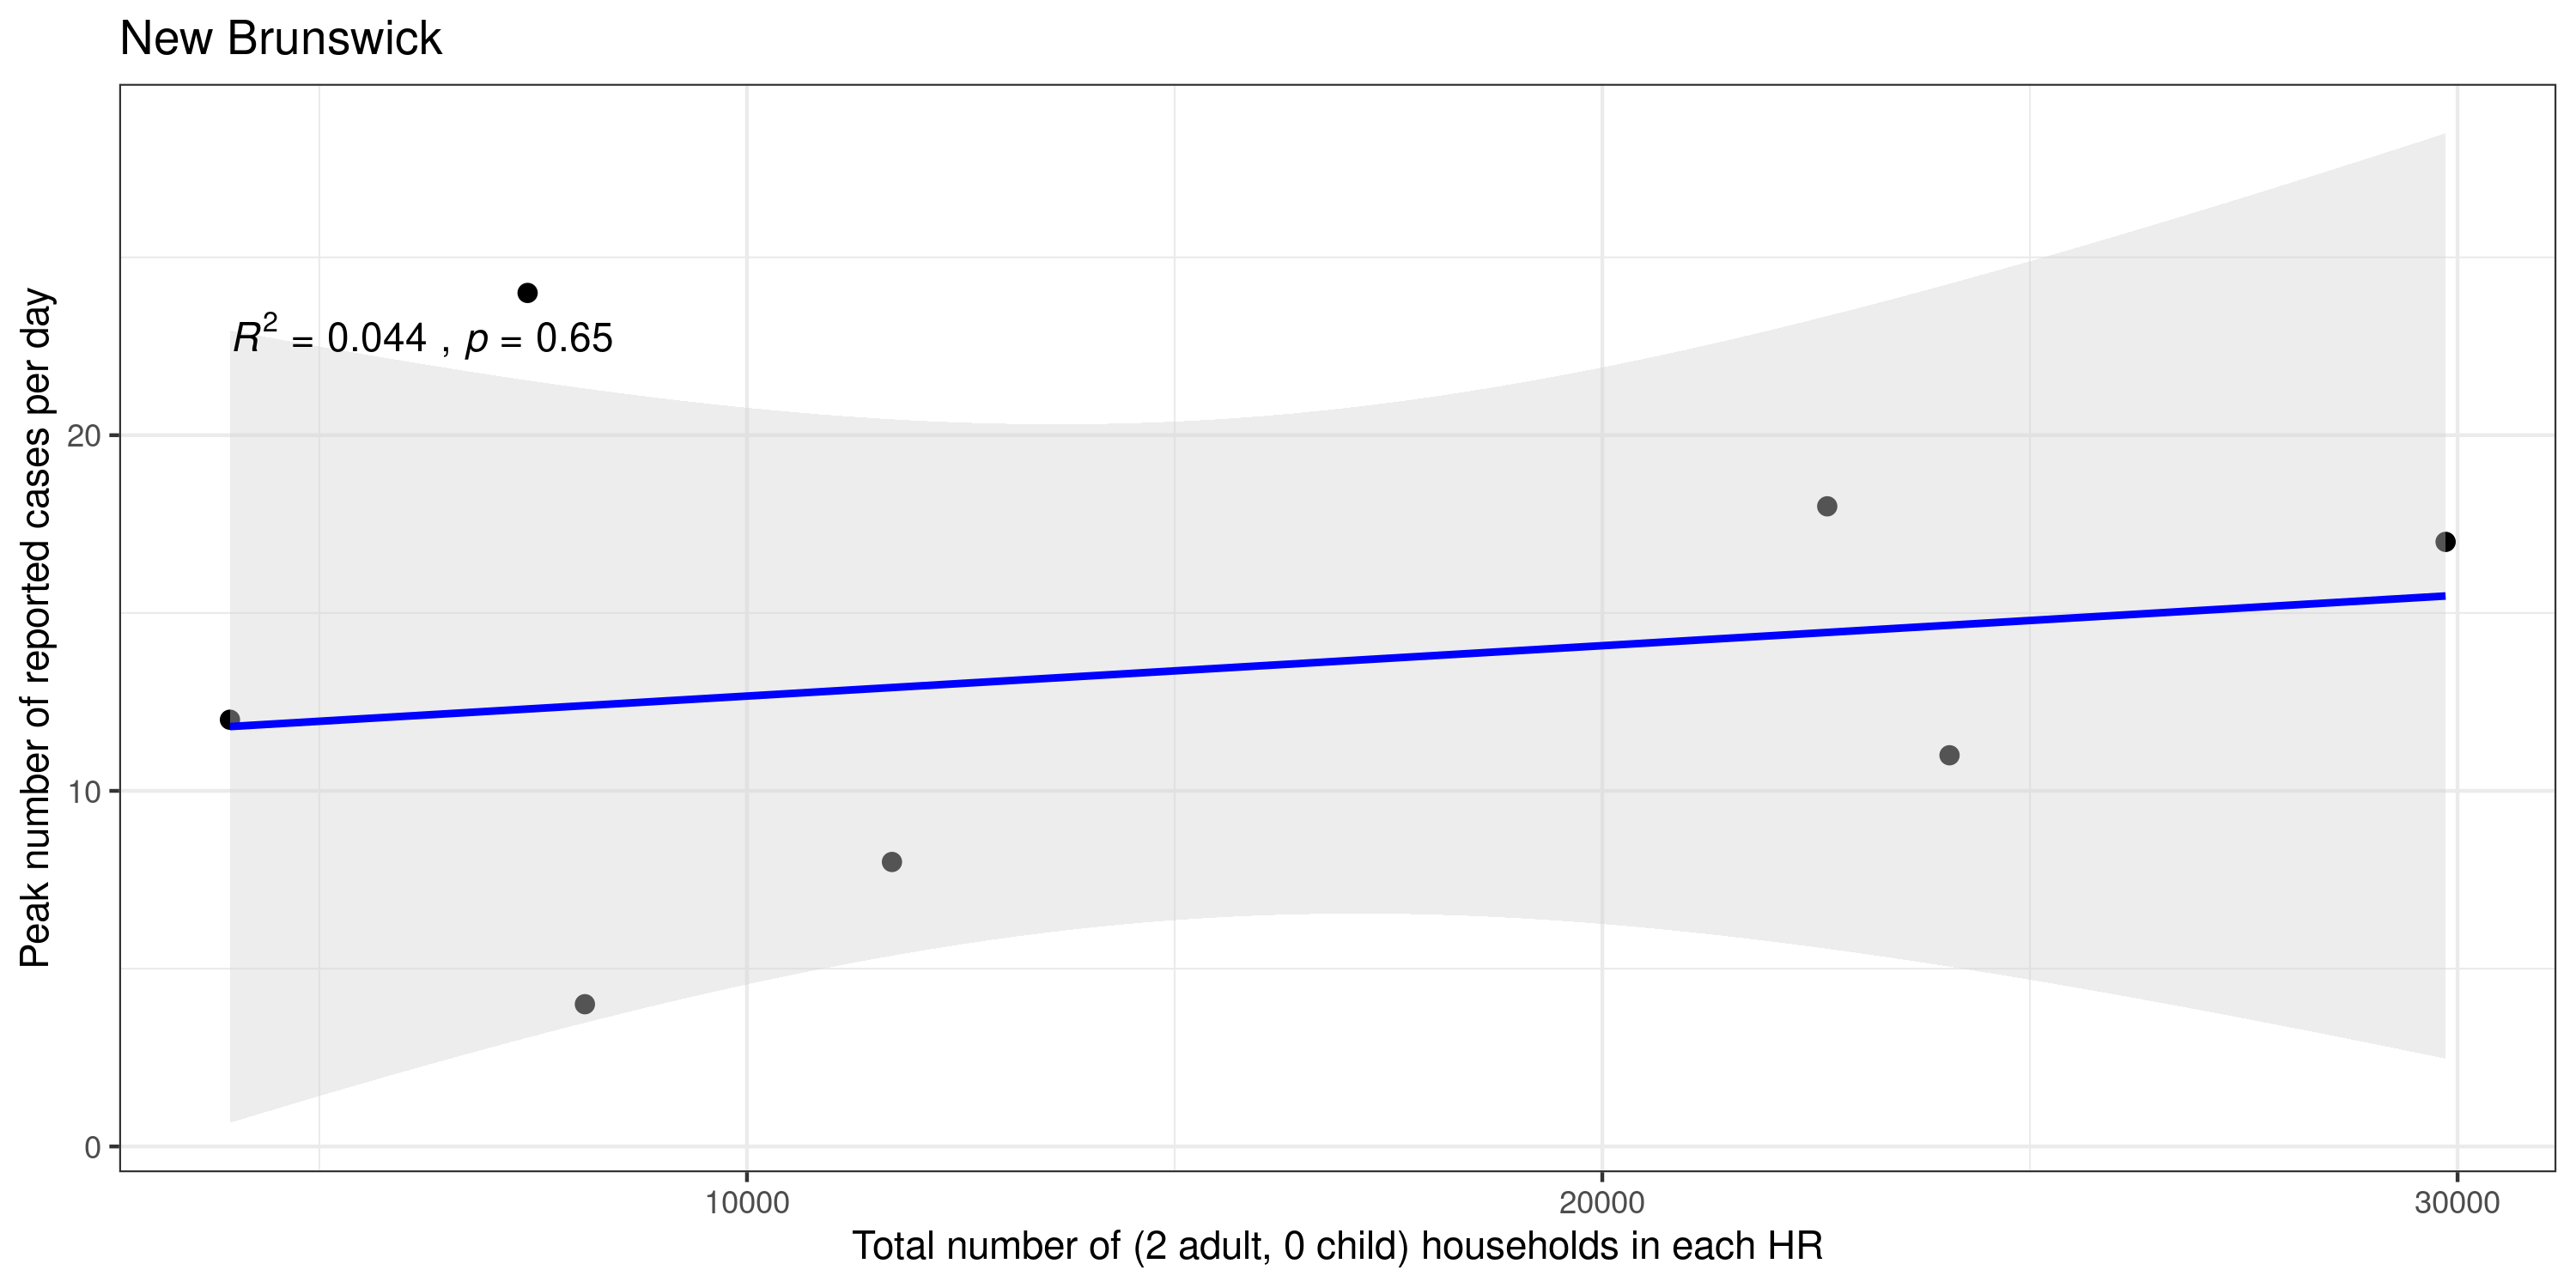 New Brunswick
R² = 0.044 , p = 0.65
Peak number of reported cases per day
20
10
0
10000
20000
30000
Total number of (2 adult, 0 child) households in each HR